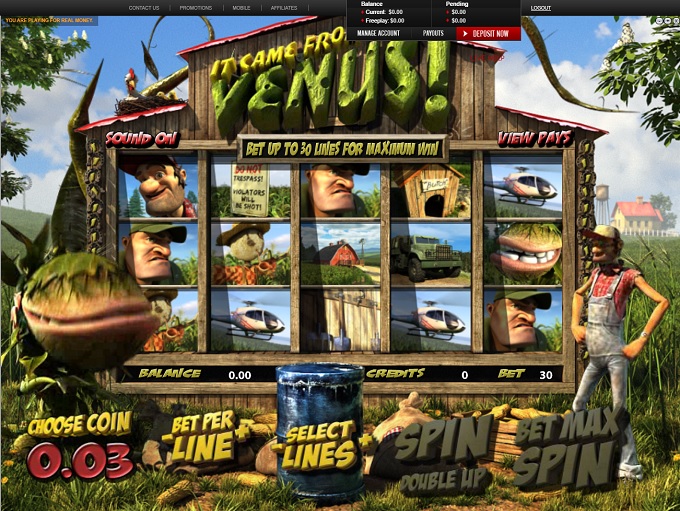 CONTACT US | PROMOTIONS | MOBILE | AFFILIATES |
Balance
Current: $0.00
Freeplay: $0.00
Pending
$0.00
$0.00
LOGOUT
YOU ARE PLAYING FOR REAL MONEY
MANAGE ACCOUNT
PAYOUTS
DEPOSIT NOW
IT CAME FRO
VENUS!
SOUND ON
BET UP TO 30 LINES FOR MAXIMUM WIN
VIEW PAYS
DO NOT
TRESPASS!
VIOLATORS
WILL
BE SHOT!
BALANCE 0.00
CREDITS 0
BET 30
CHOOSE COIN
0.03
- BET PER +
LINE
- SELECT +
LINES
SPIN
DOUBLE UP
BET MAX
SPIN